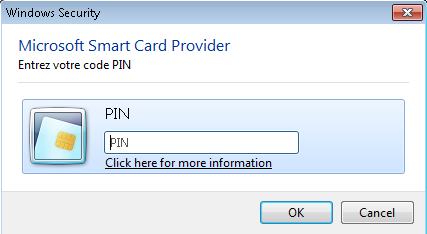 Windows Security
Microsoft Smart Card Provider
Entrez votre code PIN
PIN
PIN
Click here for more information
OK
Cancel